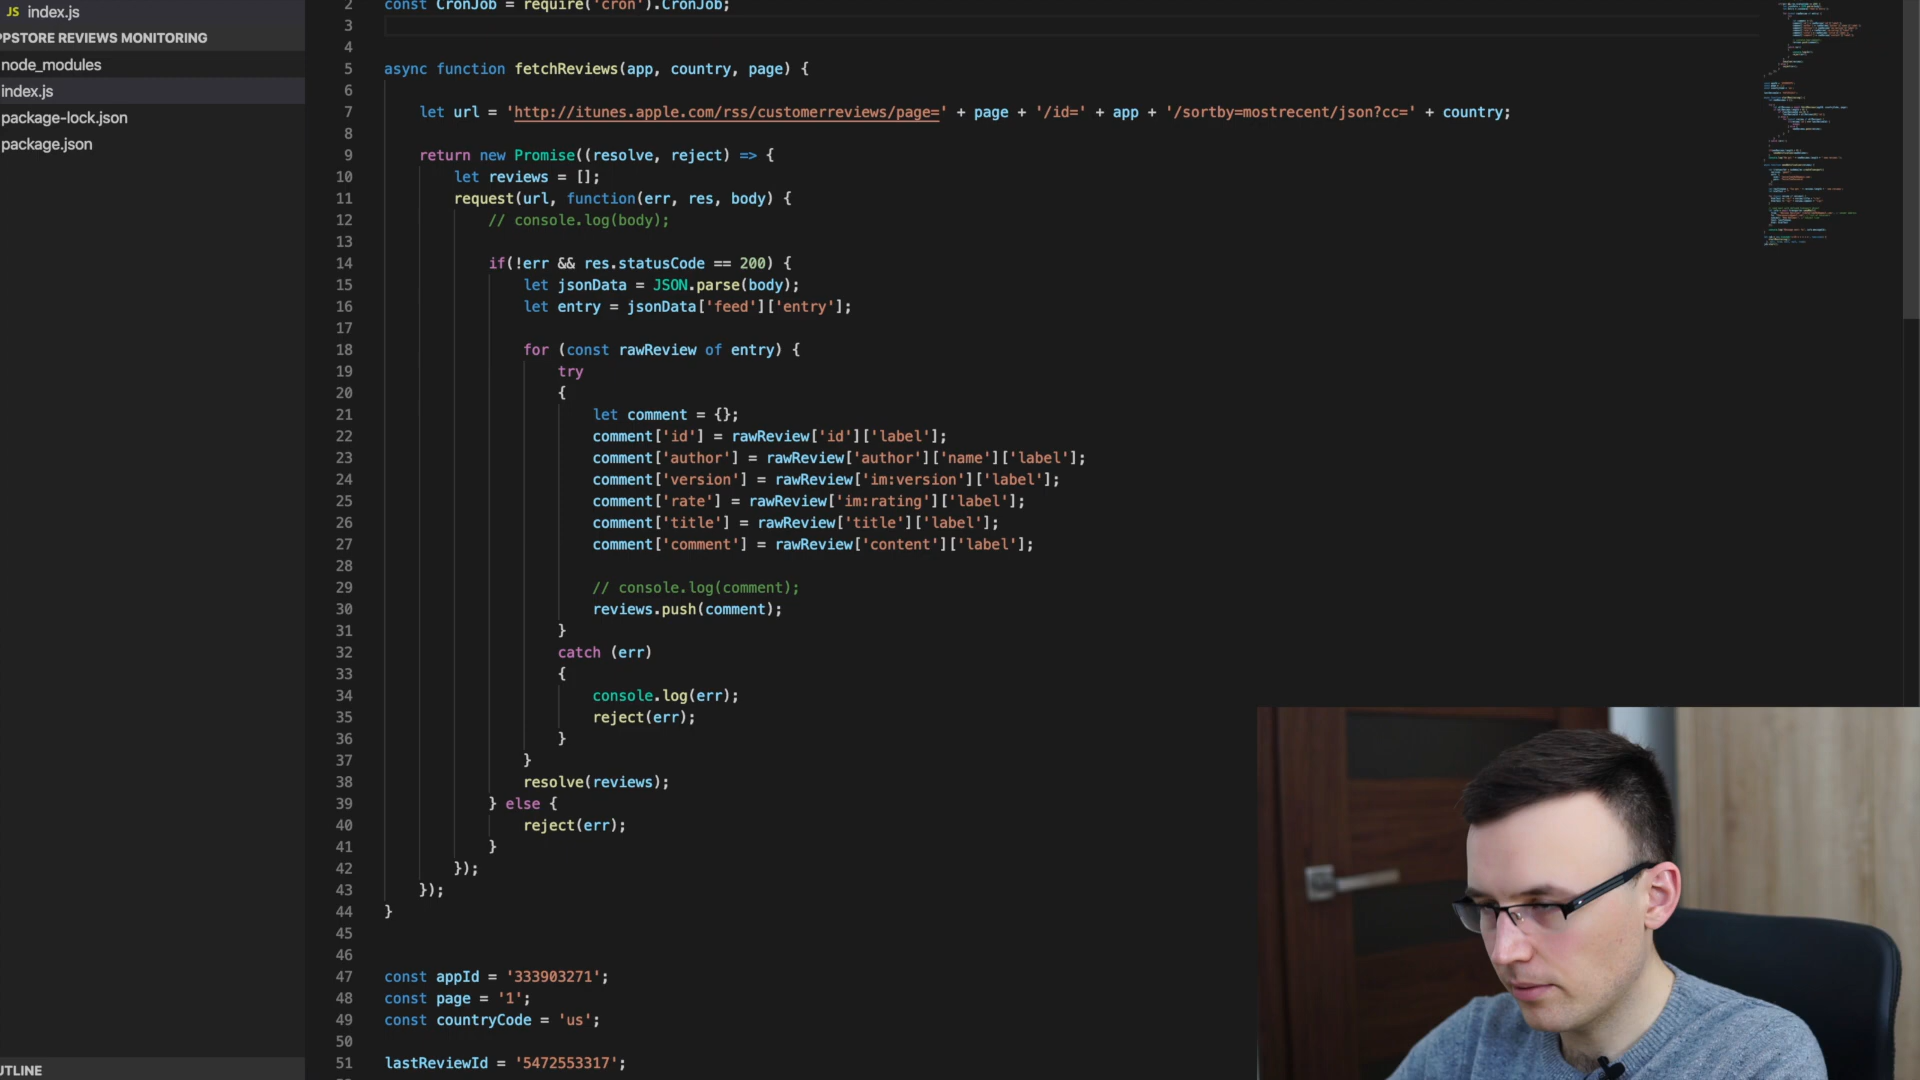 JS index.js
PPSTORE REVIEWS MONITORING
node_modules
index.js
package-lock.json
package.json
UTLINE
2 const CronJob = require('cron').CronJob;
3
4
5 async function fetchReviews(app, country, page) {
6
7 let url = 'http://itunes.apple.com/rss/customerreviews/page=' + page + '/id=' + app + '/sortby=mostrecent/json?cc=' + country;
8
9 return new Promise((resolve, reject) => {
10 let reviews = [];
11 request(url, function(err, res, body) {
12 // console.log(body);
13
14 if(!err && res.statusCode == 200) {
15 let jsonData = JSON.parse(body);
16 let entry = jsonData['feed']['entry'];
17
18 for (const rawReview of entry) {
19 try
20 {
21 let comment = {};
22 comment['id'] = rawReview['id']['label'];
23 comment['author'] = rawReview['author']['name']['label'];
24 comment['version'] = rawReview['im:version']['label'];
25 comment['rate'] = rawReview['im:rating']['label'];
26 comment['title'] = rawReview['title']['label'];
27 comment['comment'] = rawReview['content']['label'];
28
29 // console.log(comment);
30 reviews.push(comment);
31 }
32 catch (err)
33 {
34 console.log(err);
35 reject(err);
36 }
37 }
38 resolve(reviews);
39 } else {
40 reject(err);
41 }
42 });
43 });
44 }
45
46
47 const appId = '333903271';
48 const page = '1';
49 const countryCode = 'us';
50
51 lastReviewId = '5472553317';